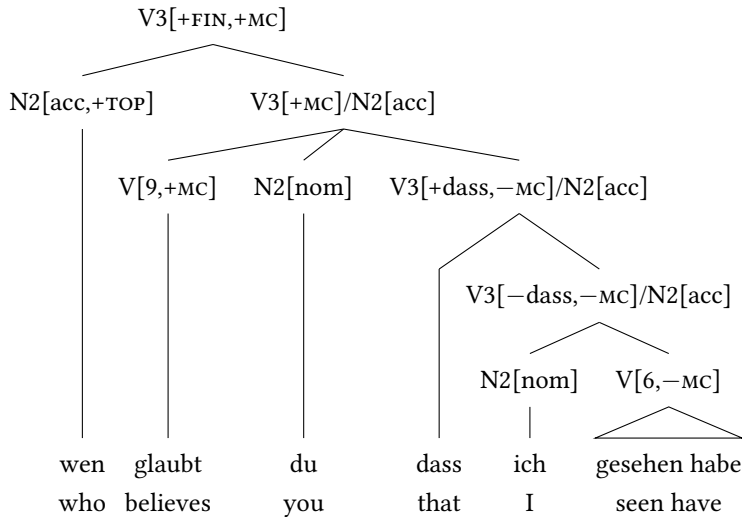 V3[+FIN,+MC]
N2[acc,+TOP] V3[+MC]/N2[acc]
V[9,+MC] N2[nom] V3[+dass,−MC]/N2[acc]
V3[−dass,−MC]/N2[acc]
N2[nom] V[6,−MC]
wen glaubt du dass ich gesehen habe
who believes you that I seen have